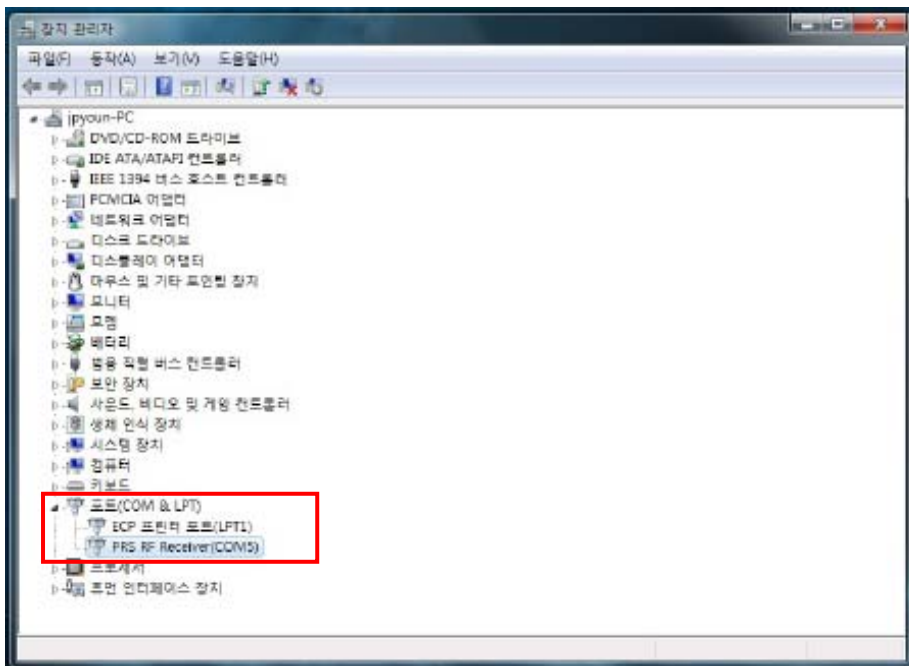 장치 관리자
파일(F) 동작(A) 보기(V) 도움말(H)
jpyoun-PC
DVD/CD-ROM 드라이브
IDE ATA/ATAPI 컨트롤러
IEEE 1394 버스 호스트 컨트롤러
PCMCIA 어댑터
네트워크 어댑터
디스크 드라이브
디스플레이 어댑터
마우스 및 기타 포인팅 장치
모니터
모뎀
배터리
범용 직렬 버스 컨트롤러
보안 장치
사운드, 비디오 및 게임 컨트롤러
생체 인식 장치
시스템 장치
컴퓨터
키보드
포트(COM & LPT)
ECP 프린터 포트(LPT1)
PRS RF Receiver(COM5)
프로세서
휴먼 인터페이스 장치